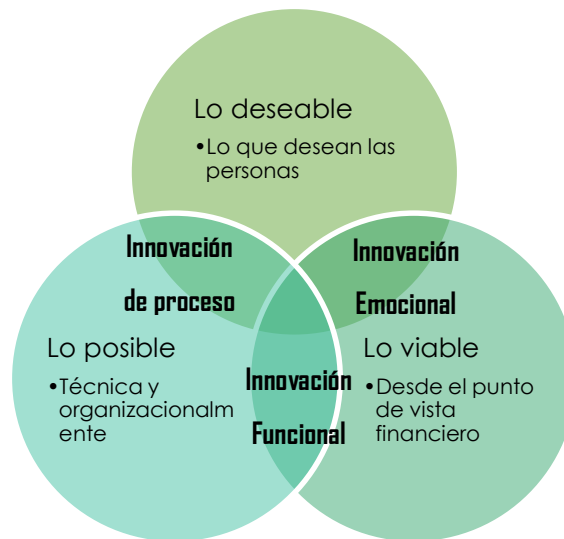 Lo deseable
•Lo que desean las
personas
Innovación
de proceso
Innovación
Emocional
Lo posible
•Técnica y
organizacionalm
ente
Innovación
Funcional
Lo viable
•Desde el punto
de vista
financiero